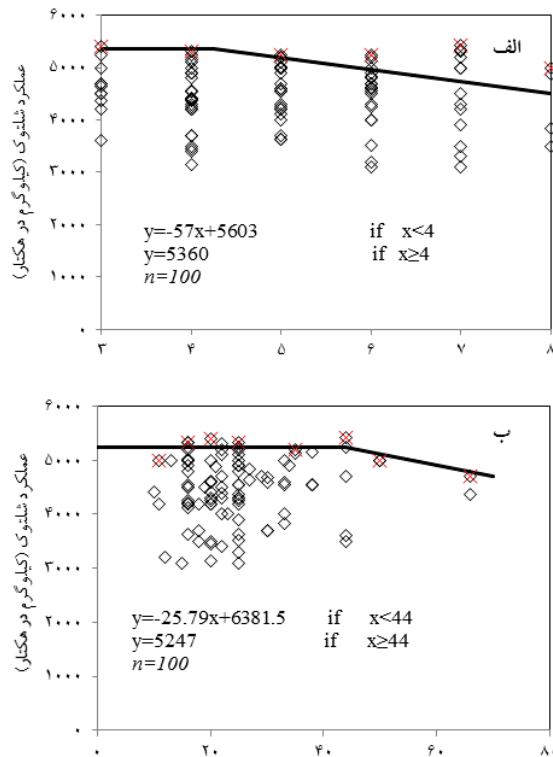 الف
عملکرد شلتوک (کیلوگرم در هکتار)
۶۰۰۰
۵۰۰۰
۴۰۰۰
۳۰۰۰
۲۰۰۰
۱۰۰۰
۰
y=-57x+5603 if x<4
y=5360 if x≥4
n=100
۳ ۴ ۵ ۶ ۷ ۸
ب
عملکرد شلتوک (کیلوگرم در هکتار)
۶۰۰۰
۵۰۰۰
۴۰۰۰
۳۰۰۰
۲۰۰۰
۱۰۰۰
۰
y=-25.79x+6381.5 if x<44
y=5247 if x≥44
n=100
۰ ۲۰ ۴۰ ۶۰ ۸۰